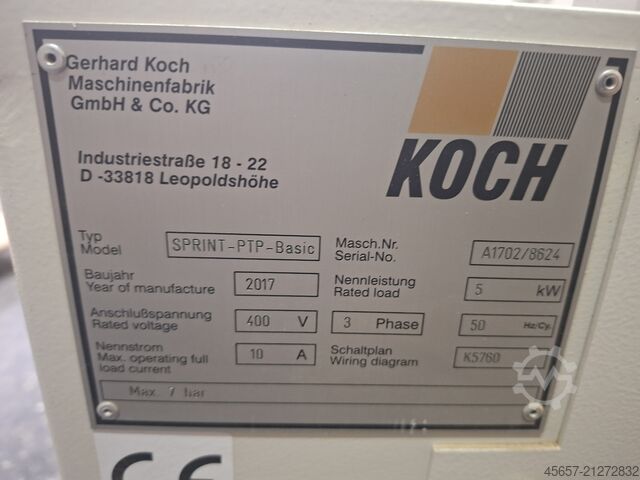 Gerhard Koch
Maschinenfabrik
GmbH & Co. KG
KOCH
Industriestraße 18 - 22
D -33818 Leopoldshöhe
Typ
Model
SPRINT-PTP-Basic
Masch.Nr.
Serial-No.
A1702/8624
Baujahr
Year of manufacture
2017
Nennleistung
Rated load
5 kW
Anschlußspannung
Rated voltage
400 V
3 Phase
50 Hz/Cy.
Nennstrom
Max. operating full
load current
10 A
Schaltplan
Wiring diagram
K5760
Max. 7 bar
CE
45657-21272832